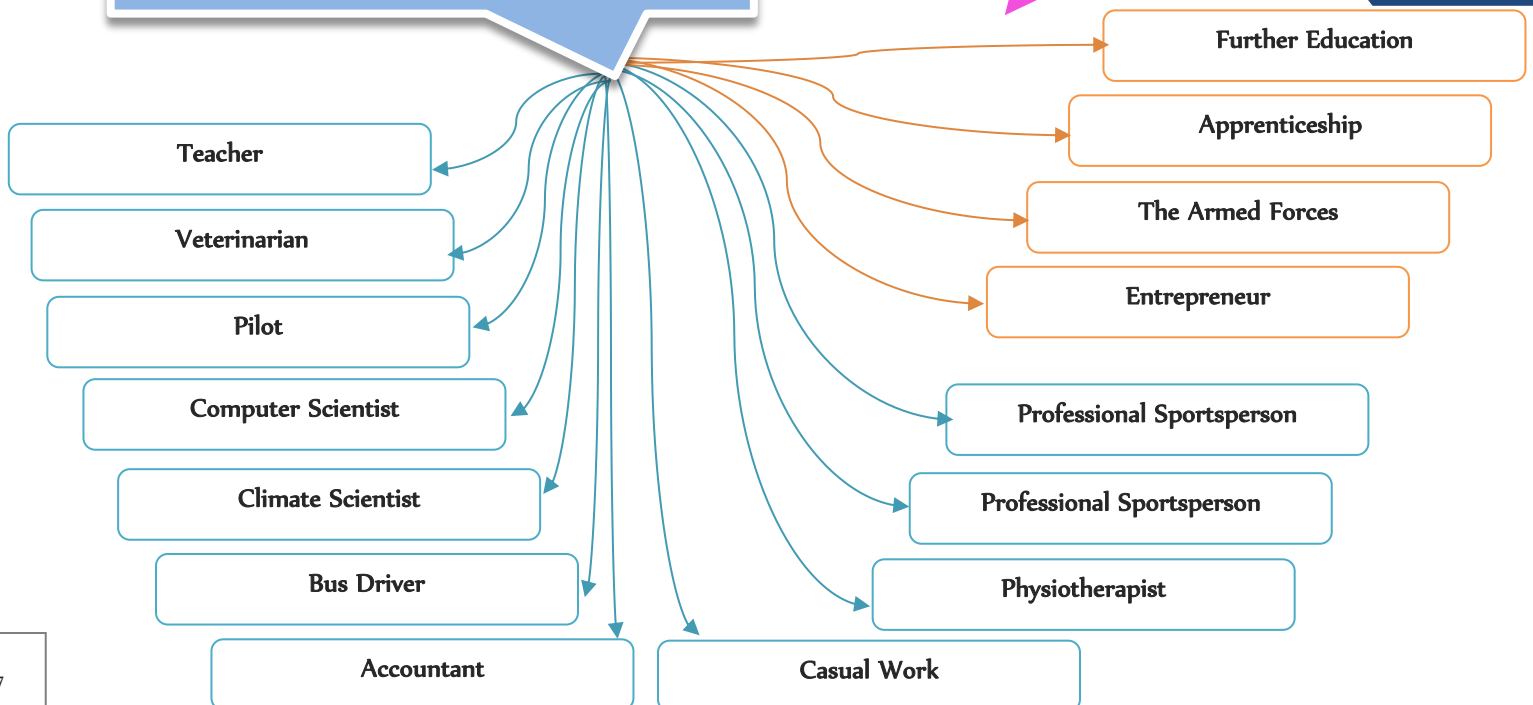 Further Education
Apprenticeship
The Armed Forces
Entrepreneur
Teacher
Veterinarian
Pilot
Computer Scientist
Climate Scientist
Bus Driver
Accountant
Casual Work
Professional Sportsperson
Professional Sportsperson
Physiotherapist